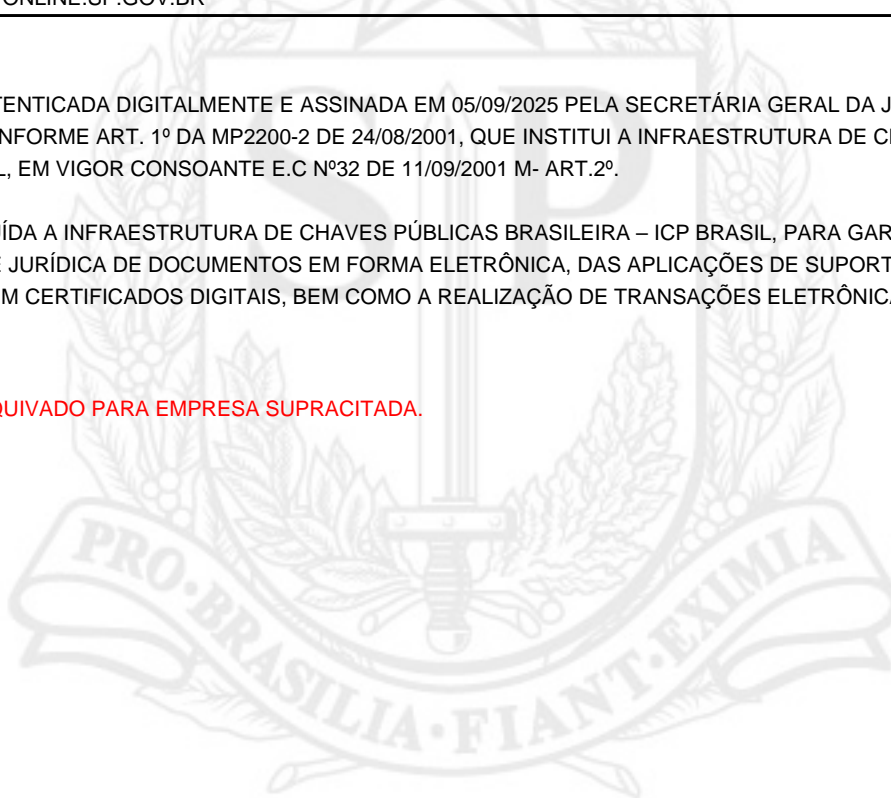 ONLINE.SP.GOV.BR
TENTICADA DIGITALMENTE E ASSINADA EM 05/09/2025 PELA SECRETÁRIA GERAL DA J
NFORME ART. 1º DA MP2200-2 DE 24/08/2001, QUE INSTITUI A INFRAESTRUTURA DE C
L, EM VIGOR CONSOANTE E.C Nº32 DE 11/09/2001 M- ART.2º.
ÍDA A INFRAESTRUTURA DE CHAVES PÚBLICAS BRASILEIRA – ICP BRASIL, PARA GAR
E JURÍDICA DE DOCUMENTOS EM FORMA ELETRÔNICA, DAS APLICAÇÕES DE SUPORT
M CERTIFICADOS DIGITAIS, BEM COMO A REALIZAÇÃO DE TRANSAÇÕES ELETRÔNICA
QUIVADO PARA EMPRESA SUPRACITADA.
SP
PRO·BRASILIA·FIANT·EXIMIA